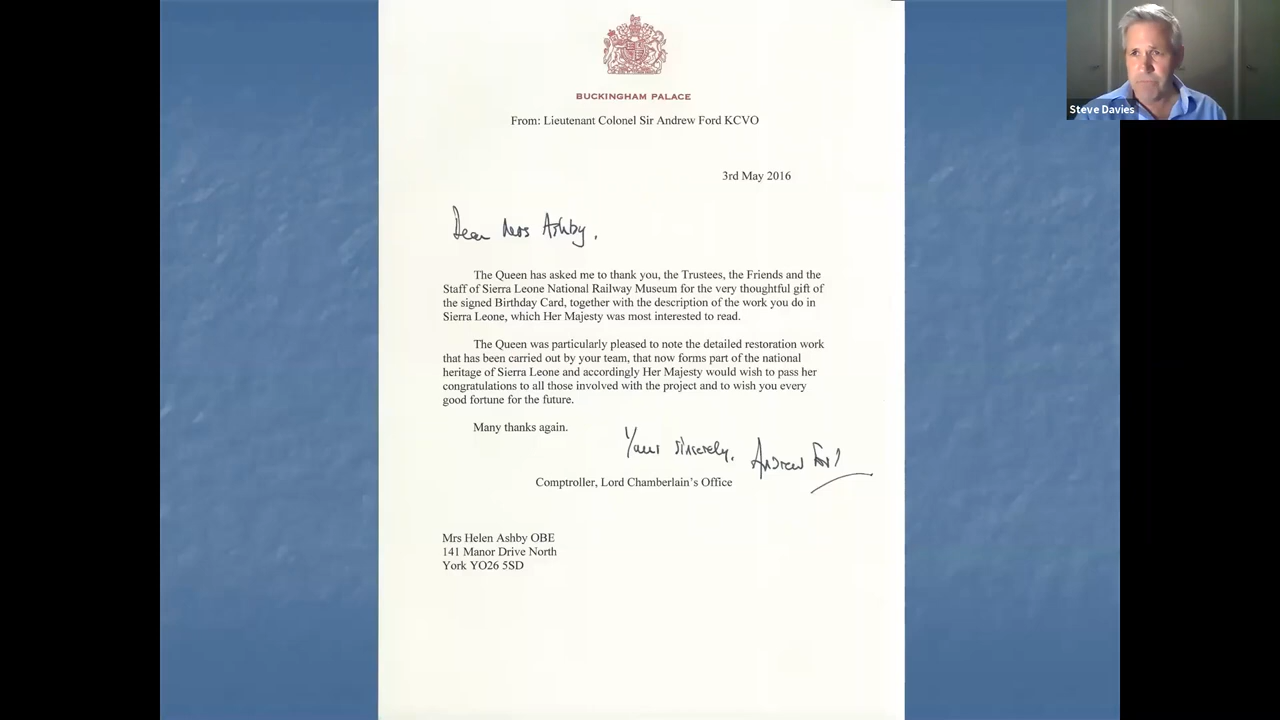 BUCKINGHAM PALACE
From: Lieutenant Colonel Sir Andrew Ford KCVO
Steve Davies
3rd May 2016
Dear Mrs Ashby,
The Queen has asked me to thank you, the Trustees, the Friends and the
Staff of Sierra Leone National Railway Museum for the very thoughtful gift of
the signed Birthday Card, together with the description of the work you do in
Sierra Leone, which Her Majesty was most interested to read.
The Queen was particularly pleased to note the detailed restoration work
that has been carried out by your team, that now forms part of the national
heritage of Sierra Leone and accordingly Her Majesty would wish to pass her
congratulations to all those involved with the project and to wish you every
good fortune for the future.
Many thanks again.
Yours sincerely,
Andrew Ford
Comptroller, Lord Chamberlain's Office
Mrs Helen Ashby OBE
141 Manor Drive North
York YO26 5SD